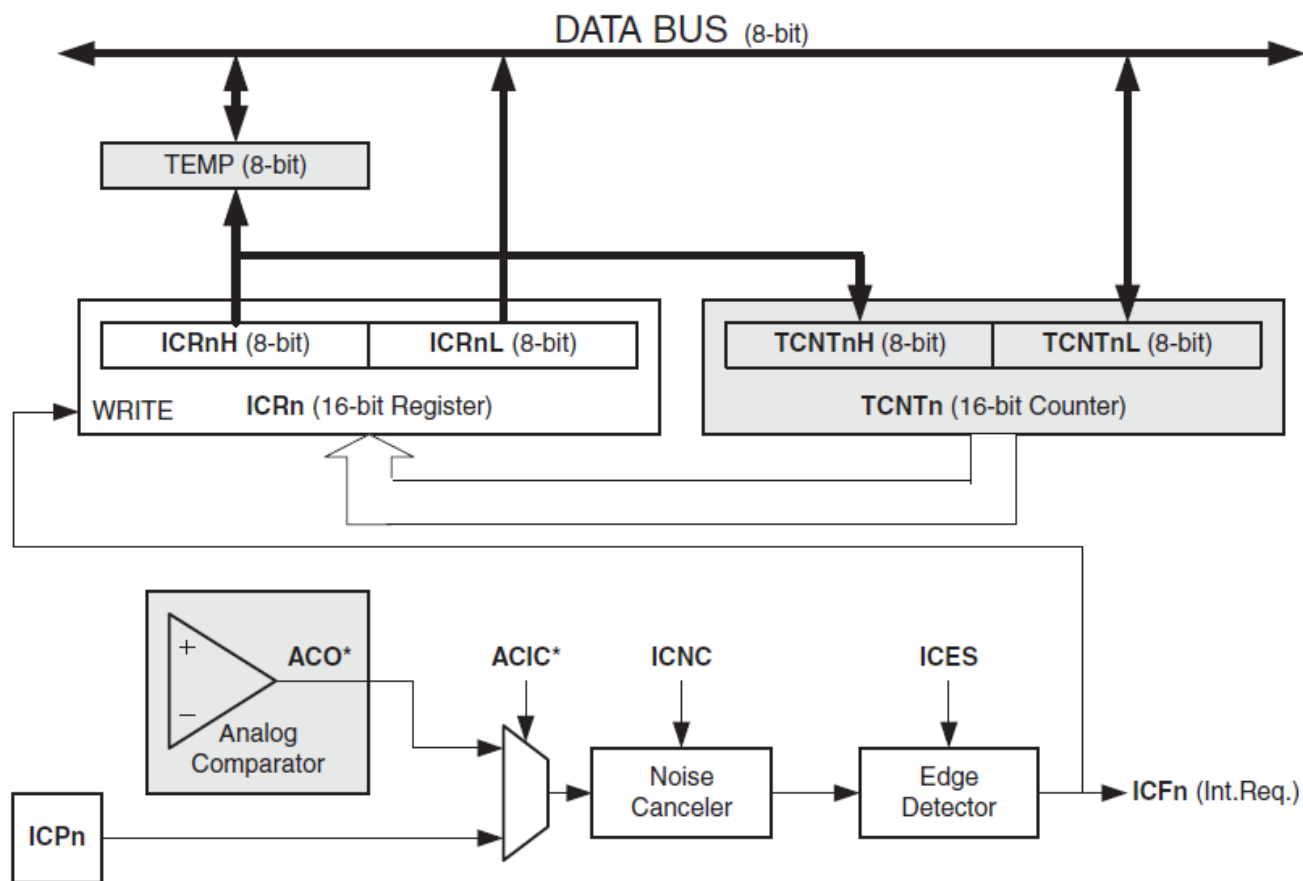 DATA BUS (8-bit)
TEMP (8-bit)
ICRnH (8-bit)
ICRnL (8-bit)
TCNTnH (8-bit)
TCNTnL (8-bit)
WRITE
ICRn (16-bit Register)
TCNTn (16-bit Counter)
+
−
ACO*
Analog
Comparator
ACIC*
ICNC
ICES
Noise
Canceler
Edge
Detector
ICFn (Int.Req.)
ICPn